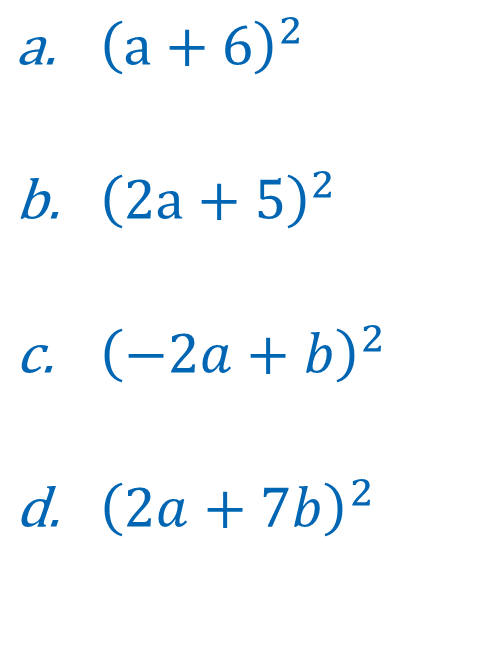 a. (a + 6)²
b. (2a + 5)²
c. (−2a + b)²
d. (2a + 7b)²